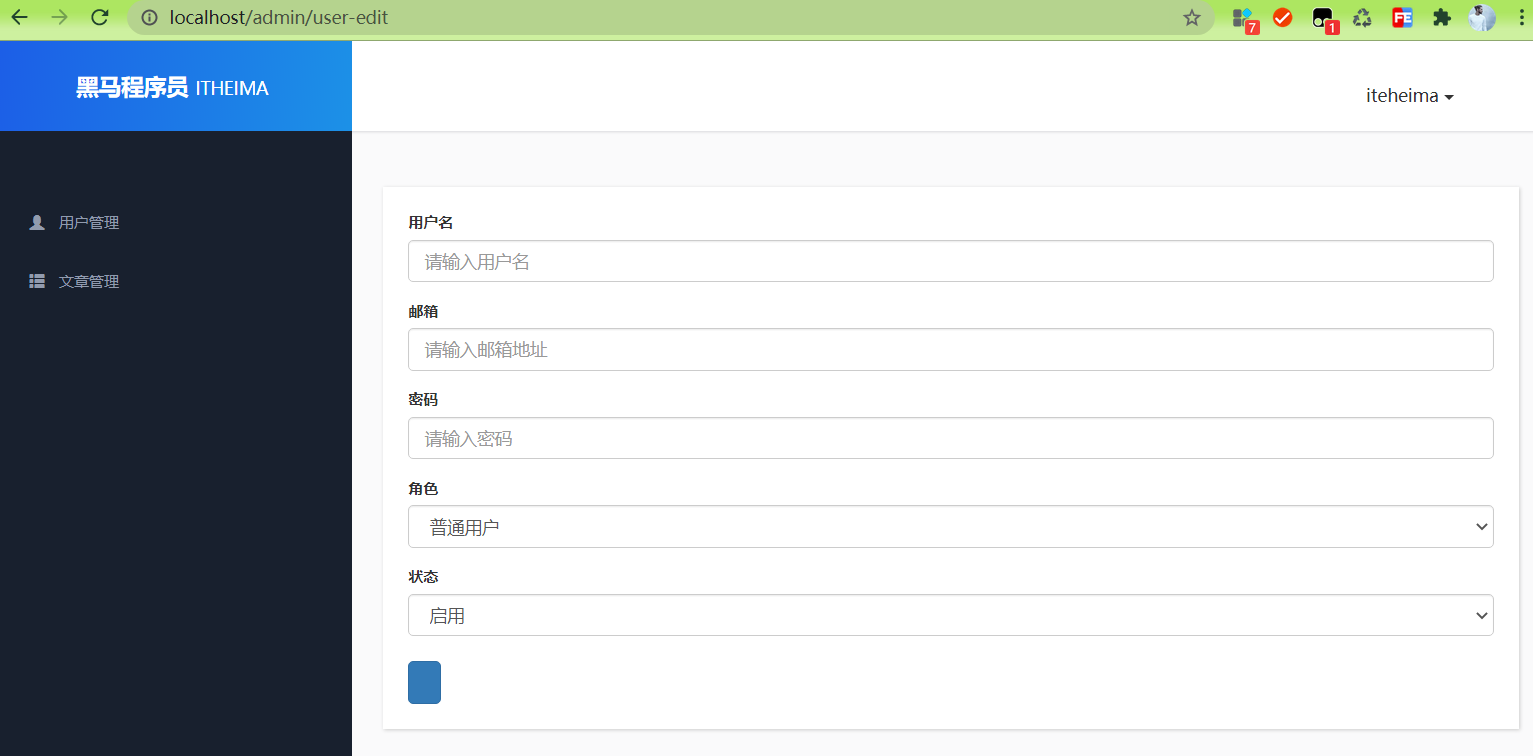 localhost/admin/user-edit
7
1
FE
黑马程序员 ITHEIMA
iteheima
用户管理
文章管理
用户名
请输入用户名
邮箱
请输入邮箱地址
密码
请输入密码
角色
普通用户
状态
启用